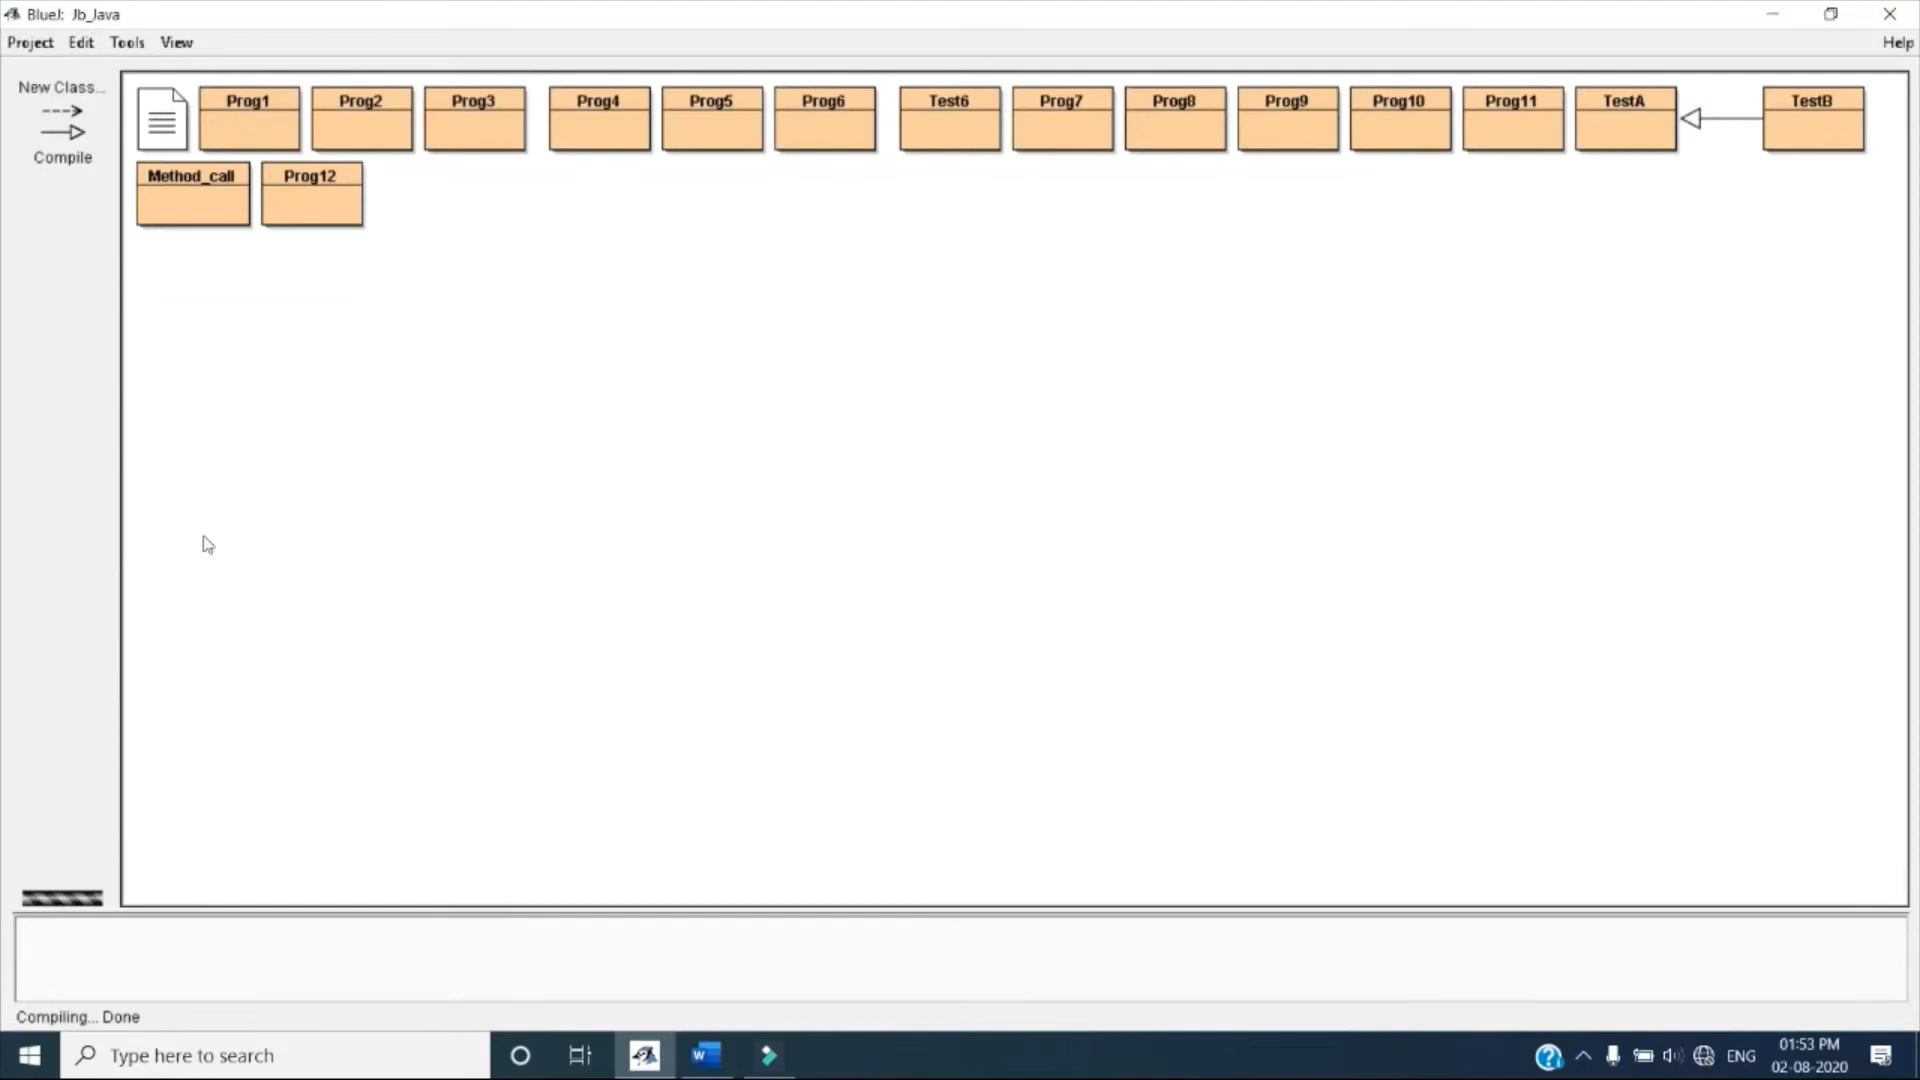 BlueJ: Jb_Java
Project Edit Tools View Help
New Class...
Compile
Prog1 Prog2 Prog3 Prog4 Prog5 Prog6 Test6 Prog7 Prog8 Prog9 Prog10 Prog11 TestA TestB
Method_call Prog12
Compiling... Done
Type here to search
W
ENG
01:53 PM
02-08-2020